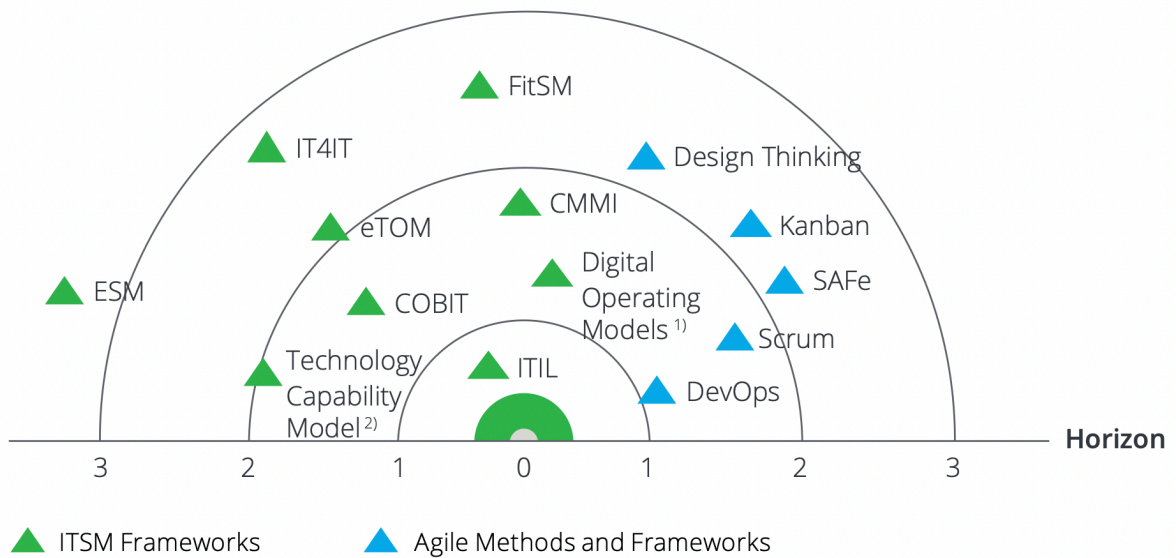 FitSM
IT4IT
Design Thinking
CMMI
Kanban
eTOM
Digital
Operating
Models 1)
SAFe
ESM
COBIT
Scrum
Technology
Capability
Model 2)
ITIL
DevOps
Horizon
3 2 1 0 1 2 3
ITSM Frameworks
Agile Methods and Frameworks